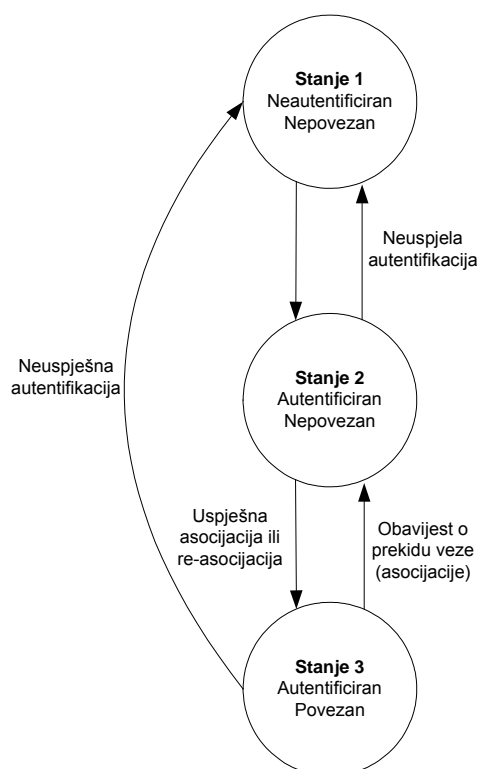 Stanje 1
Neautentificiran
Nepovezan
Neuspjela
autentifikacija
Neuspješna
autentifikacija
Stanje 2
Autentificiran
Nepovezan
Uspješna
asocijacija ili
re-asocijacija
Obavijest o
prekidu veze
(asocijacije)
Stanje 3
Autentificiran
Povezan